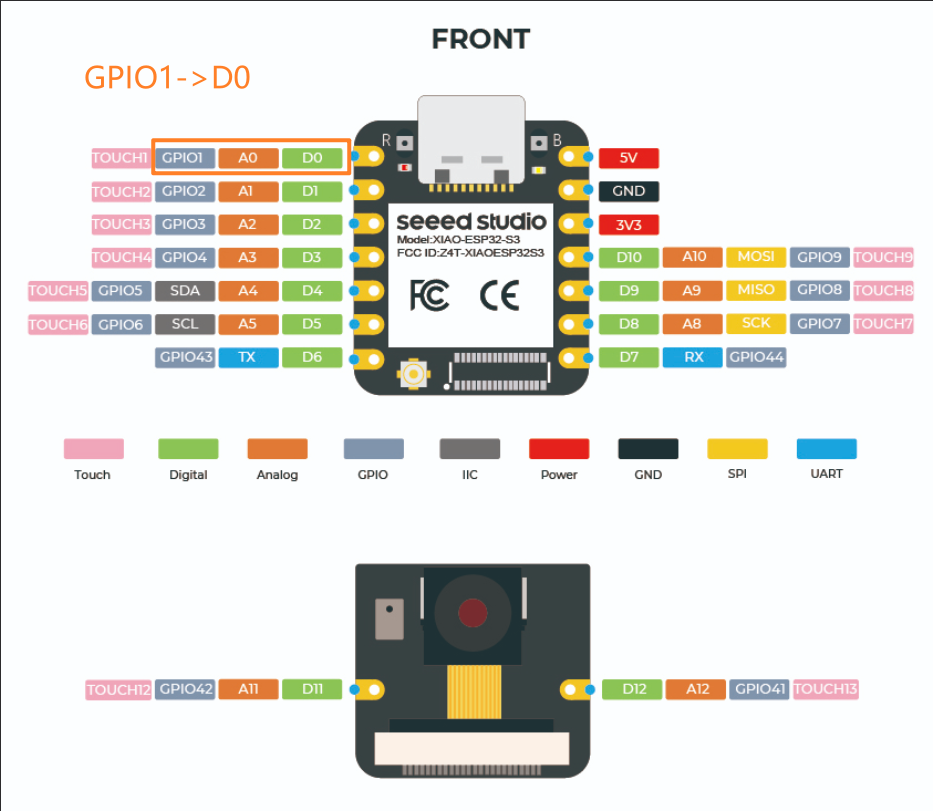 FRONT
GPIO1->D0
R B
TOUCH1 GPIO1 A0 D0 5V
TOUCH2 GPIO2 A1 D1 GND
TOUCH3 GPIO3 A2 D2 3V3
seeed studio
Model:XIAO-ESP32-S3
FCC ID:Z4T-XIAOESP32S3
TOUCH4 GPIO4 A3 D3 D10 A10 MOSI GPIO9 TOUCH9
TOUCH5 GPIO5 SDA A4 D4 FC CE D9 A9 MISO GPIO8 TOUCH8
TOUCH6 GPIO6 SCL A5 D5 D8 A8 SCK GPIO7 TOUCH7
GPIO43 TX D6 D7 RX GPIO44
Touch Digital Analog GPIO IIC Power GND SPI UART
TOUCH12 GPIO42 A11 D11 D12 A12 GPIO41 TOUCH13